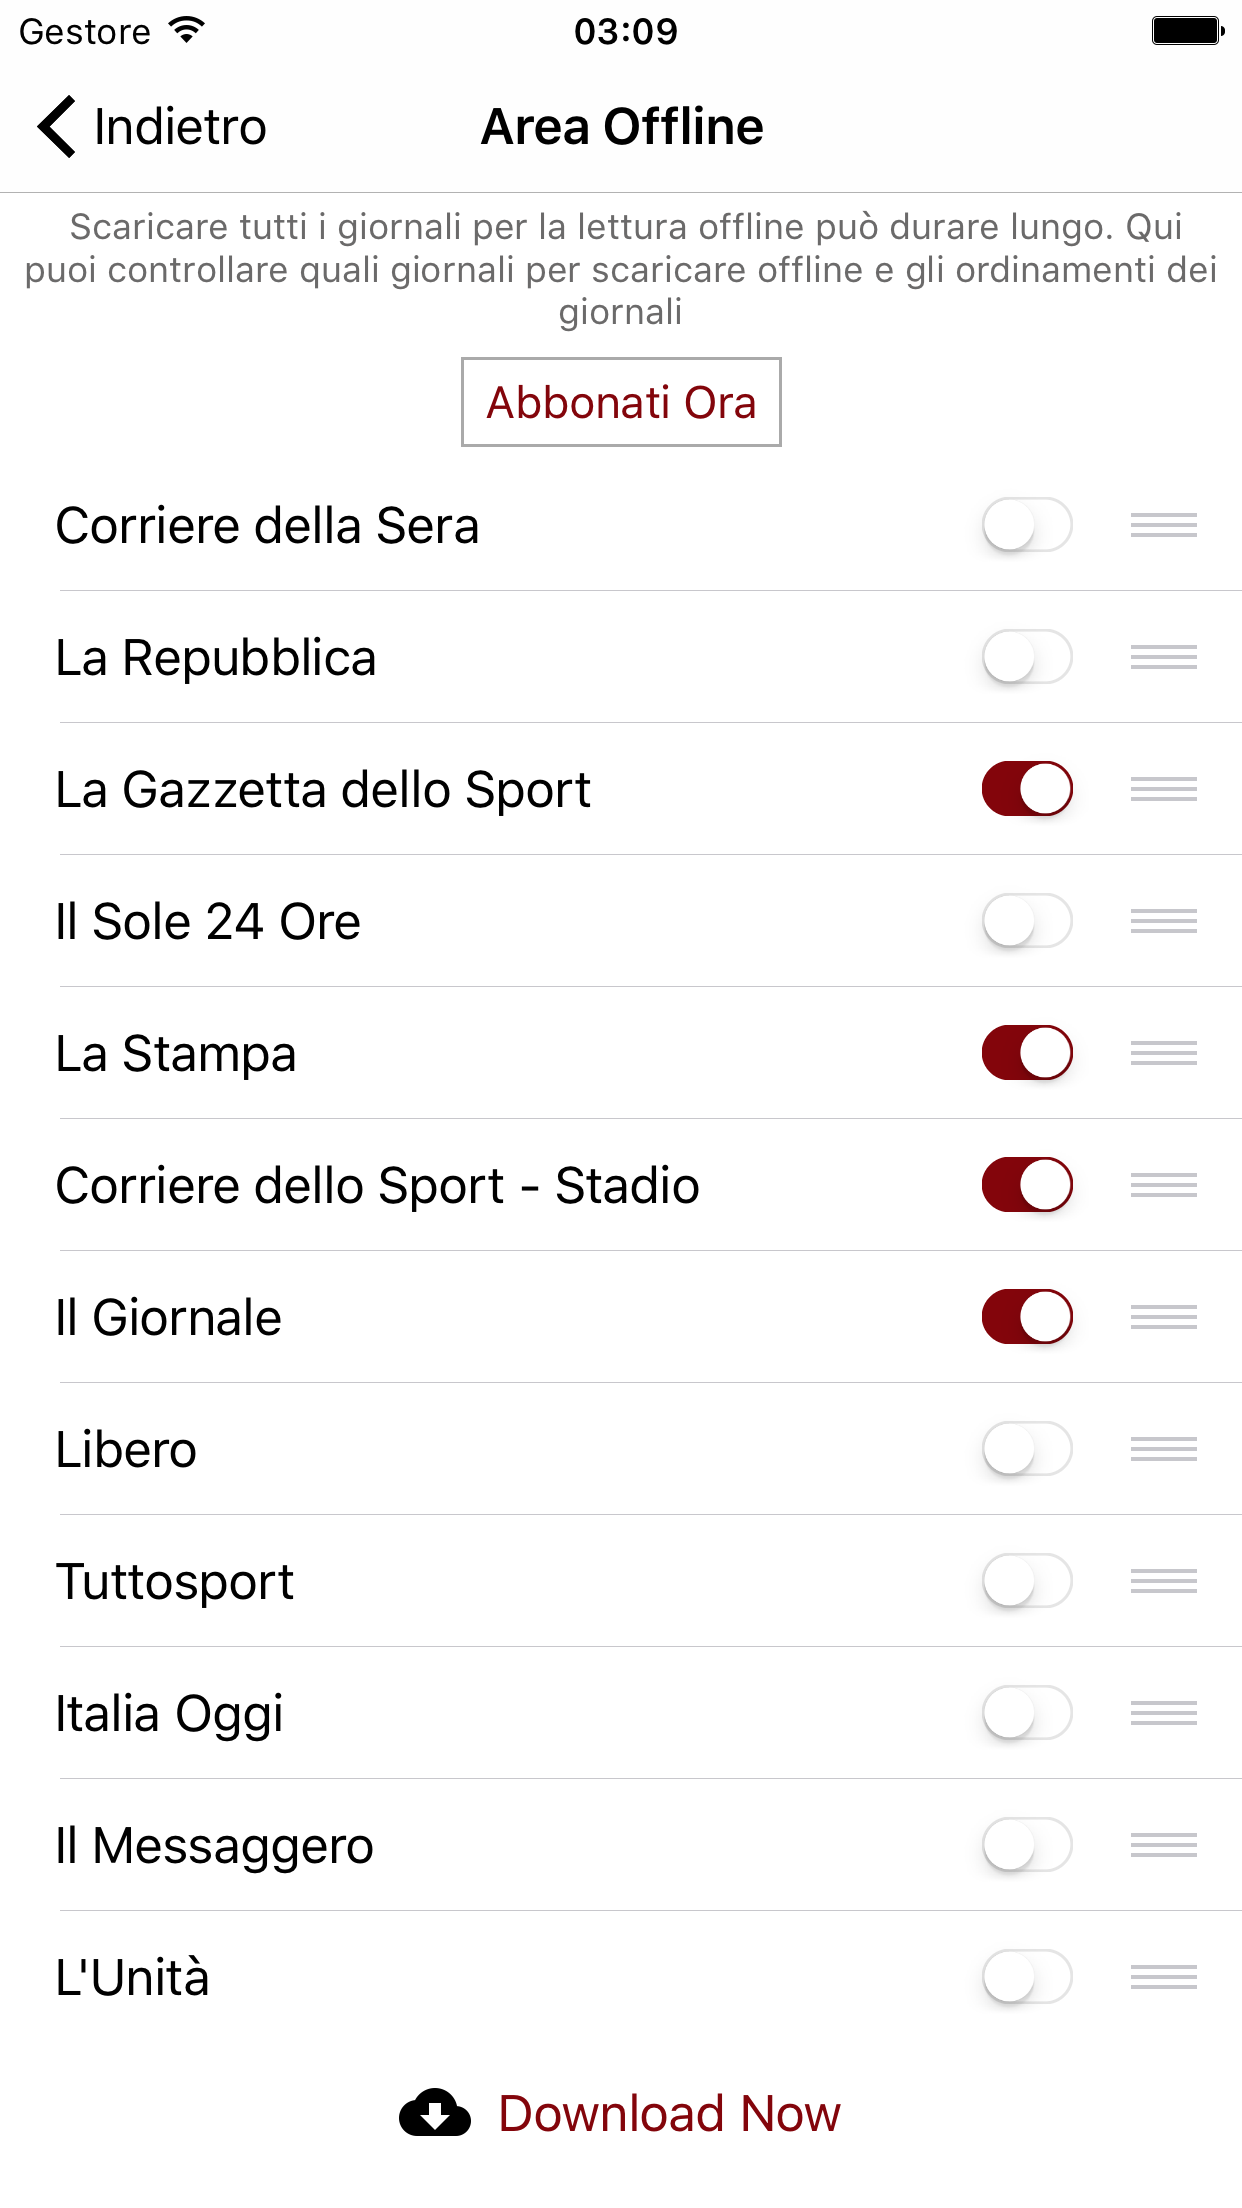 Gestore
03:09
Indietro
Area Offline
Scaricare tutti i giornali per la lettura offline può durare lungo. Qui
puoi controllare quali giornali per scaricare offline e gli ordinamenti dei
giornali
Abbonati Ora
Corriere della Sera
La Repubblica
La Gazzetta dello Sport
Il Sole 24 Ore
La Stampa
Corriere dello Sport - Stadio
Il Giornale
Libero
Tuttosport
Italia Oggi
Il Messaggero
L'Unità
Download Now